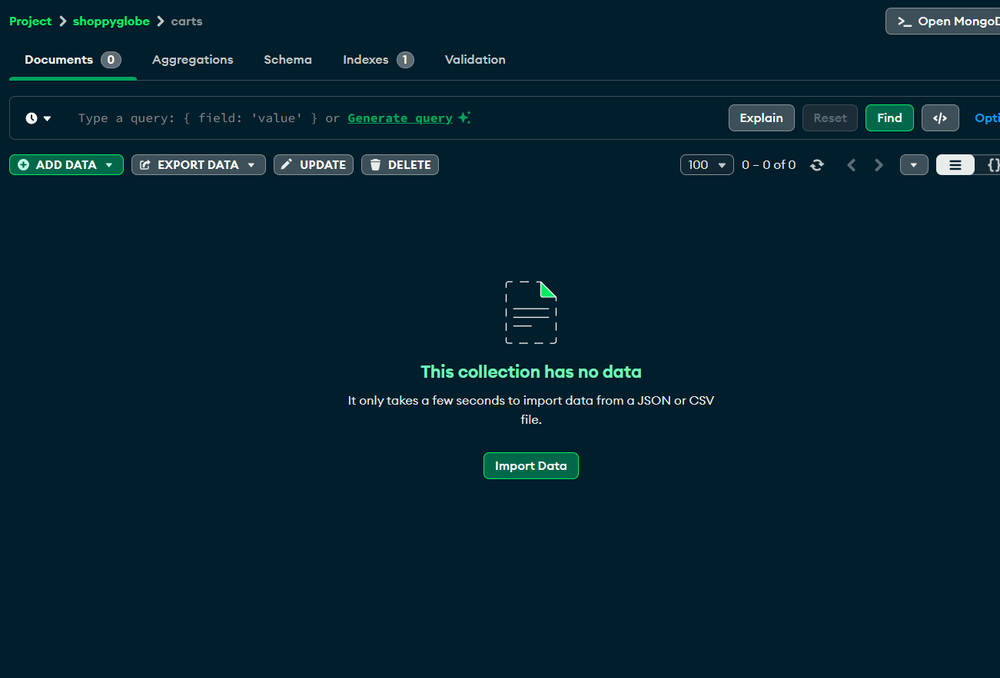 Project > shoppyglobe > carts
>_ Open MongoD
Documents 0 Aggregations Schema Indexes 1 Validation
Type a query: { field: 'value' } or Generate query
Explain Reset Find </> Opti
ADD DATA EXPORT DATA UPDATE DELETE 100 0 – 0 of 0 {}
This collection has no data
It only takes a few seconds to import data from a JSON or CSV
file.
Import Data